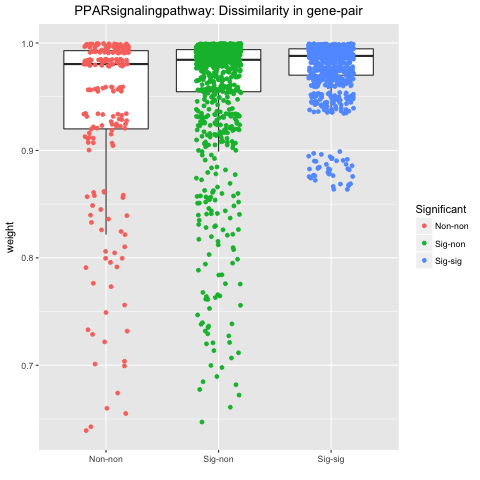 PPARsignalingpathway: Dissimilarity in gene-pair
1.0
0.9
0.8
0.7
weight
Non-non
Sig-non
Sig-sig
Significant
Non-non
Sig-non
Sig-sig